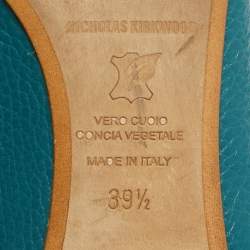 NICHOLAS KIRKWOOD
VERO CUOIO
CONCIA VEGETALE
MADE IN ITALY
39½